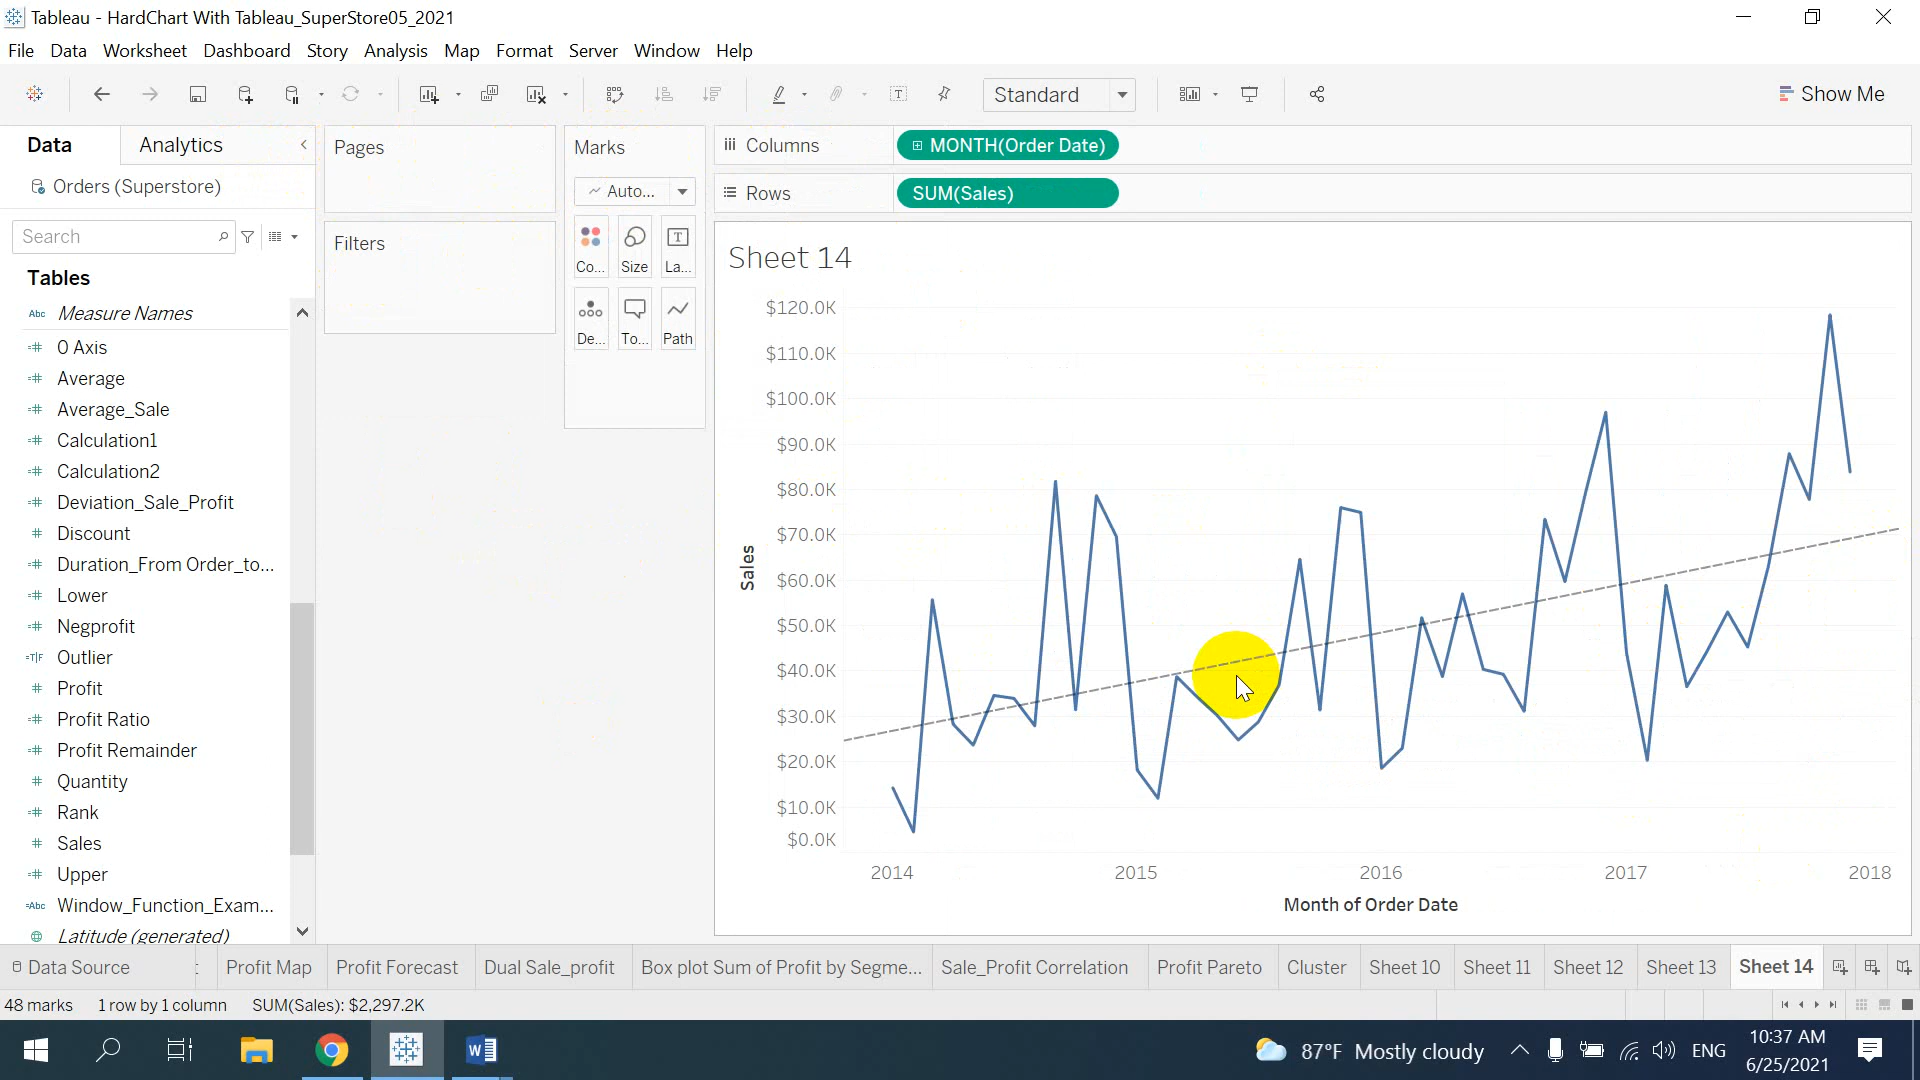 Tableau - HardChart With Tableau_SuperStore05_2021
File Data Worksheet Dashboard Story Analysis Map Format Server Window Help
Standard
Show Me
Data Analytics
Orders (Superstore)
Search
Tables
Abc Measure Names
0 Axis
Average
Average_Sale
Calculation1
Calculation2
Deviation_Sale_Profit
Discount
Duration_From Order_to...
Lower
Negprofit
T|F Outlier
Profit
Profit Ratio
Profit Remainder
Quantity
Rank
Sales
Upper
Abc Window_Function_Exam...
Latitude (generated)
Pages
Filters
Marks
Auto...
Co... Size La...
De... To... Path
Columns MONTH(Order Date)
Rows SUM(Sales)
Sheet 14
$120.0K
$110.0K
$100.0K
$90.0K
$80.0K
$70.0K
$60.0K
$50.0K
$40.0K
$30.0K
$20.0K
$10.0K
$0.0K
Sales
2014 2015 2016 2017 2018
Month of Order Date
Data Source Profit Map Profit Forecast Dual Sale_profit Box plot Sum of Profit by Segme... Sale_Profit Correlation Profit Pareto Cluster Sheet 10 Sheet 11 Sheet 12 Sheet 13 Sheet 14
48 marks 1 row by 1 column SUM(Sales): $2,297.2K
87°F Mostly cloudy ENG 10:37 AM
6/25/2021